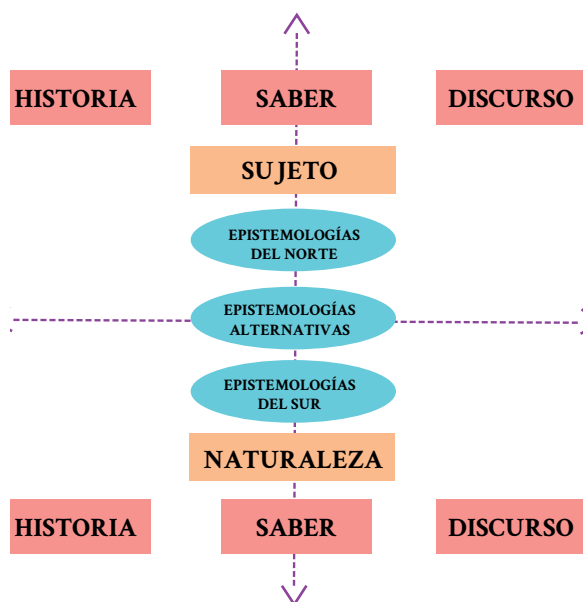 HISTORIA
SABER
DISCURSO
SUJETO
EPISTEMOLOGÍAS
DEL NORTE
EPISTEMOLOGÍAS
ALTERNATIVAS
EPISTEMOLOGÍAS
DEL SUR
NATURALEZA
HISTORIA
SABER
DISCURSO